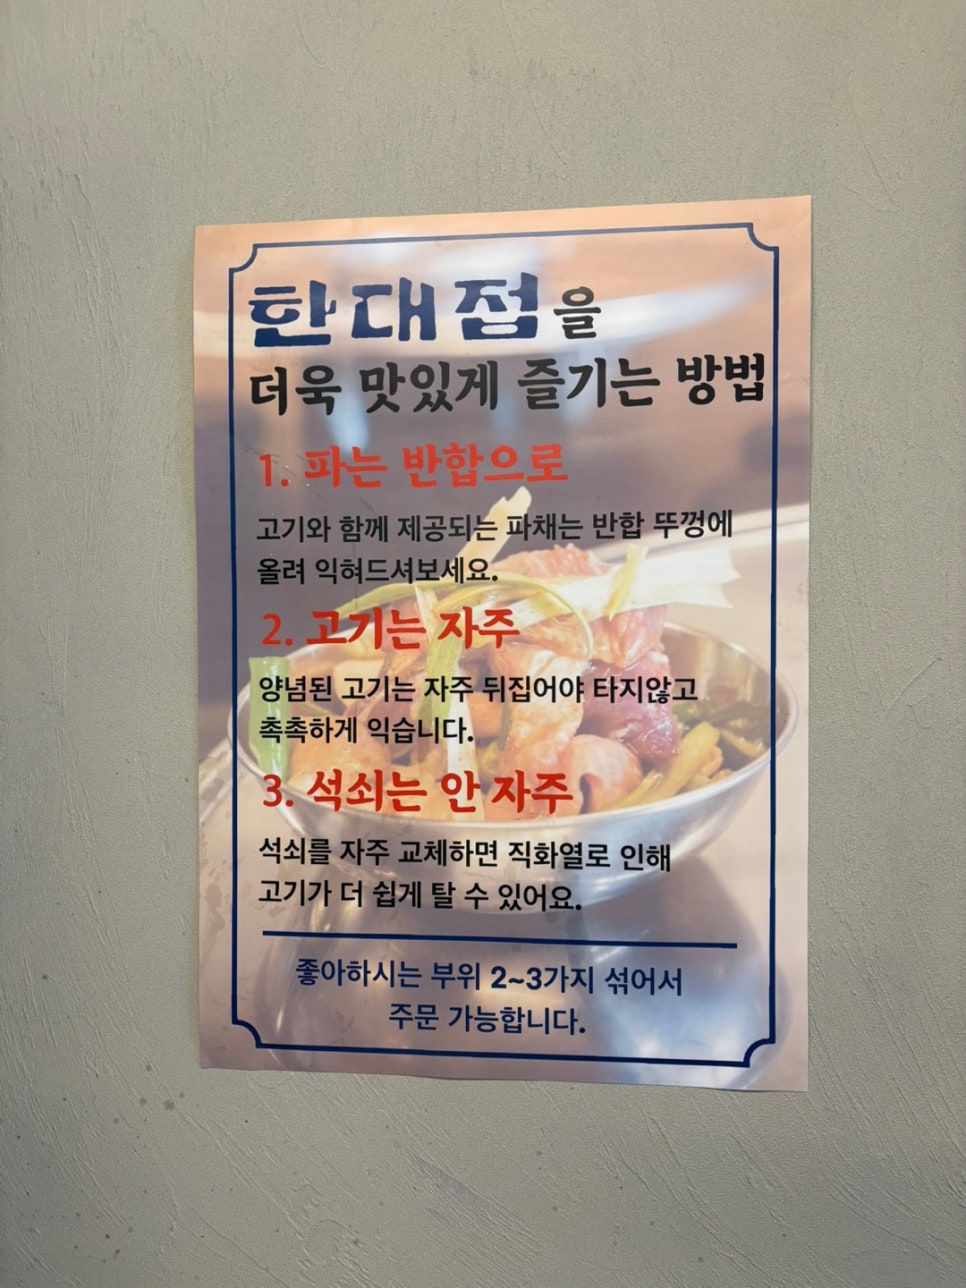 한대접을
더욱 맛있게 즐기는 방법
1. 파는 반합으로
고기와 함께 제공되는 파채는 반합 뚜껑에
올려 익혀드셔보세요.
2. 고기는 자주
양념된 고기는 자주 뒤집어야 타지않고
촉촉하게 익습니다.
3. 석쇠는 안 자주
석쇠를 자주 교체하면 직화열로 인해
고기가 더 쉽게 탈 수 있어요.
좋아하시는 부위 2~3가지 섞어서
주문 가능합니다.